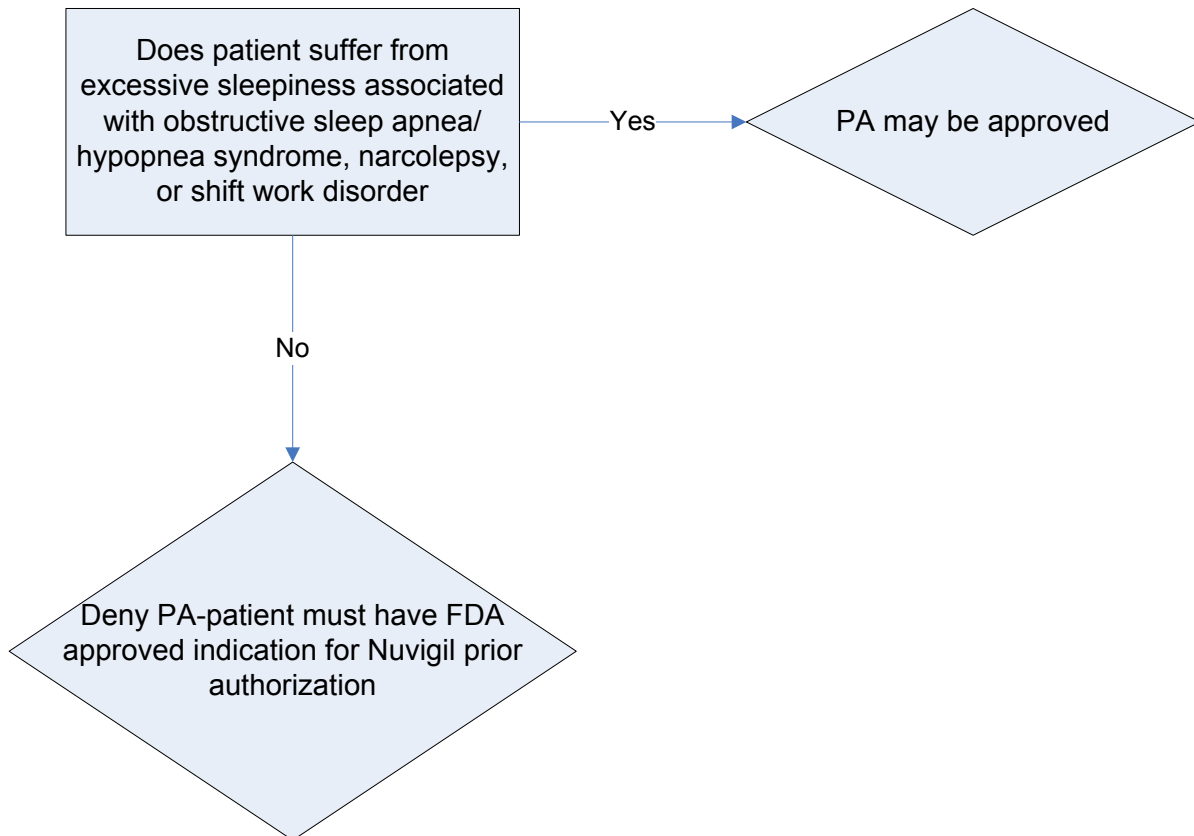 Does patient suffer from
excessive sleepiness associated
with obstructive sleep apnea/
hypopnea syndrome, narcolepsy,
or shift work disorder
Yes
PA may be approved
No
Deny PA-patient must have FDA
approved indication for Nuvigil prior
authorization